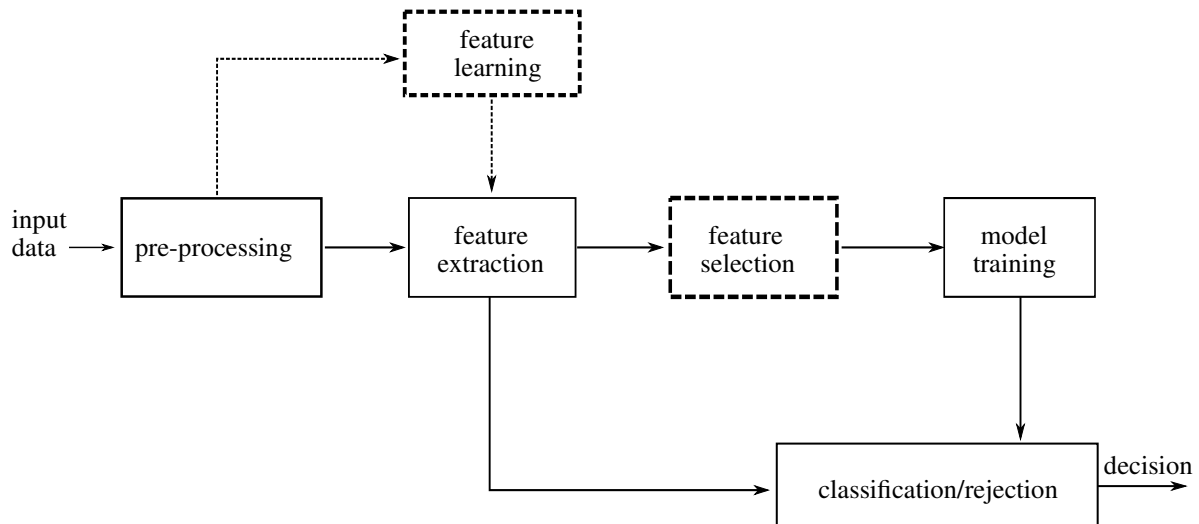 feature
learning
input
data
pre-processing
feature
extraction
feature
selection
model
training
classification/rejection
decision